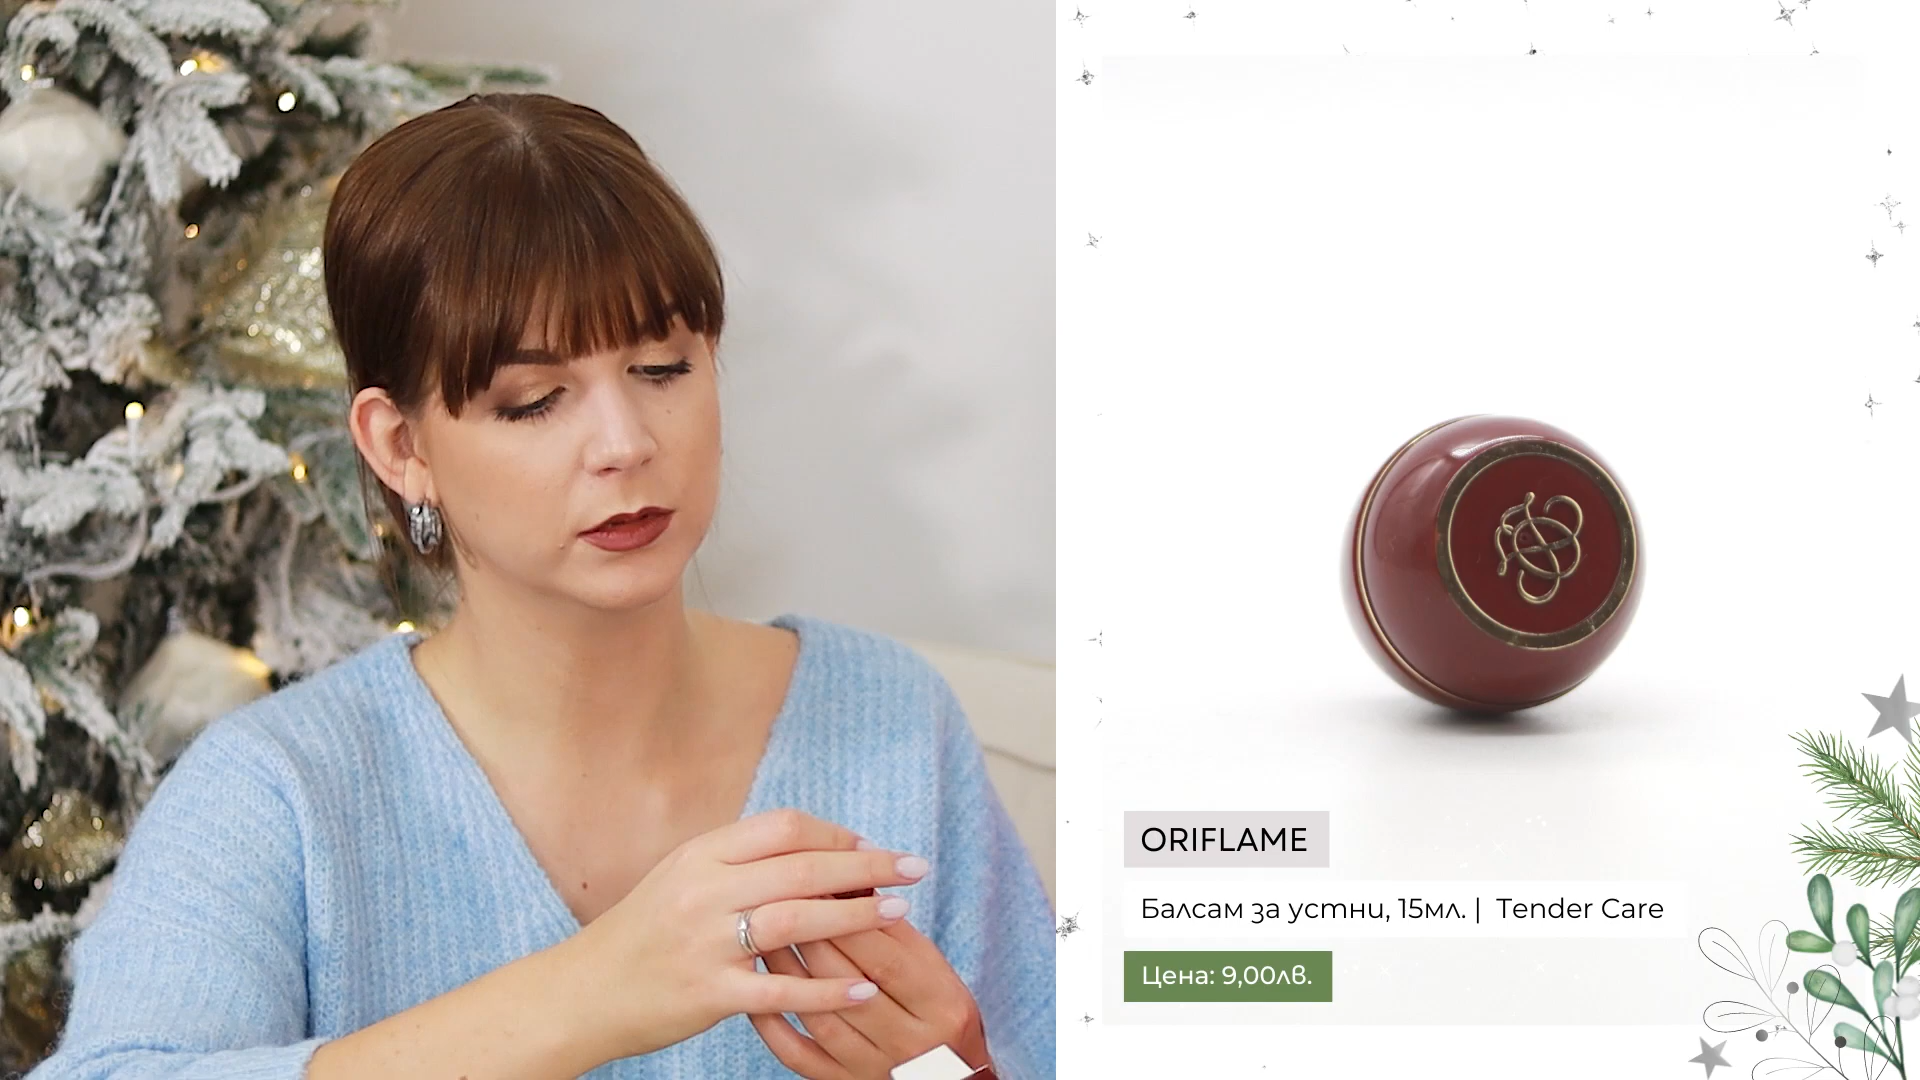 ORIFLAME
Балсам за устни, 15мл. | Tender Care
Цена: 9,00лв.